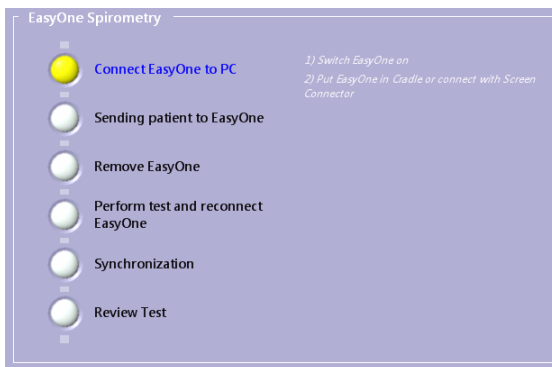 EasyOne Spirometry
Connect EasyOne to PC
1) Switch EasyOne on
2) Put EasyOne in Cradle or connect with Screen
Connector
Sending patient to EasyOne
Remove EasyOne
Perform test and reconnect
EasyOne
Synchronization
Review Test